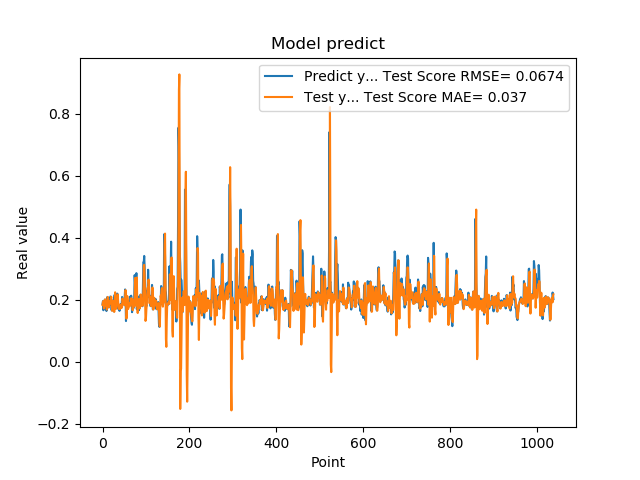 Model predict
Predict y... Test Score RMSE= 0.0674
Test y... Test Score MAE= 0.037
0.8
0.6
0.4
0.2
0.0
−0.2
Real value
0 200 400 600 800 1000
Point